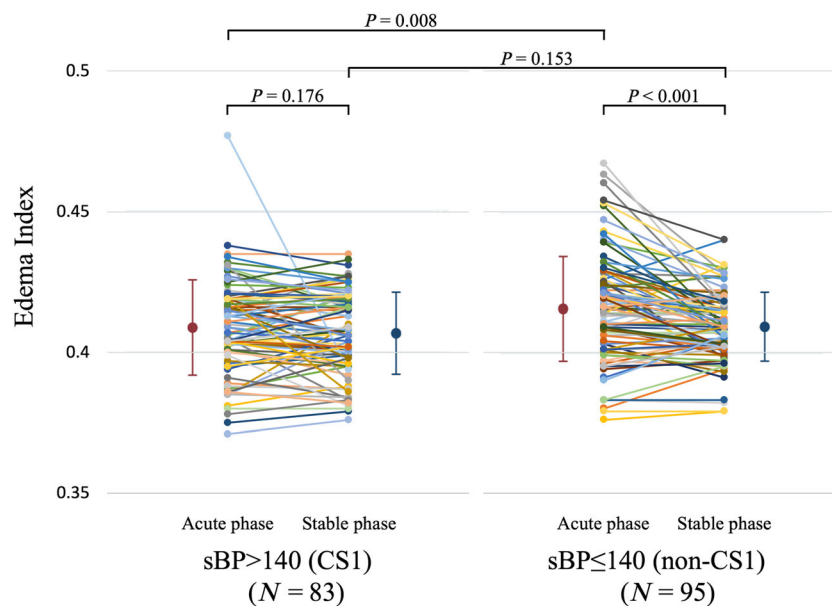 P = 0.008
P = 0.153
P = 0.176
P < 0.001
Edema Index
0.5
0.45
0.4
0.35
Acute phase
Stable phase
Acute phase
Stable phase
sBP>140 (CS1)
(N = 83)
sBP≤140 (non-CS1)
(N = 95)